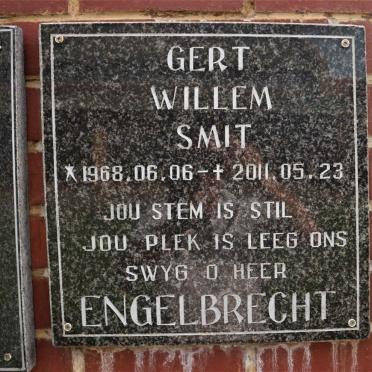 GERT
WILLEM
SMIT
*1968.06.06-✝2011.05.23
JOU STEM IS STIL
JOU PLEK IS LEEG ONS
SWYG O HEER
ENGELBRECHT